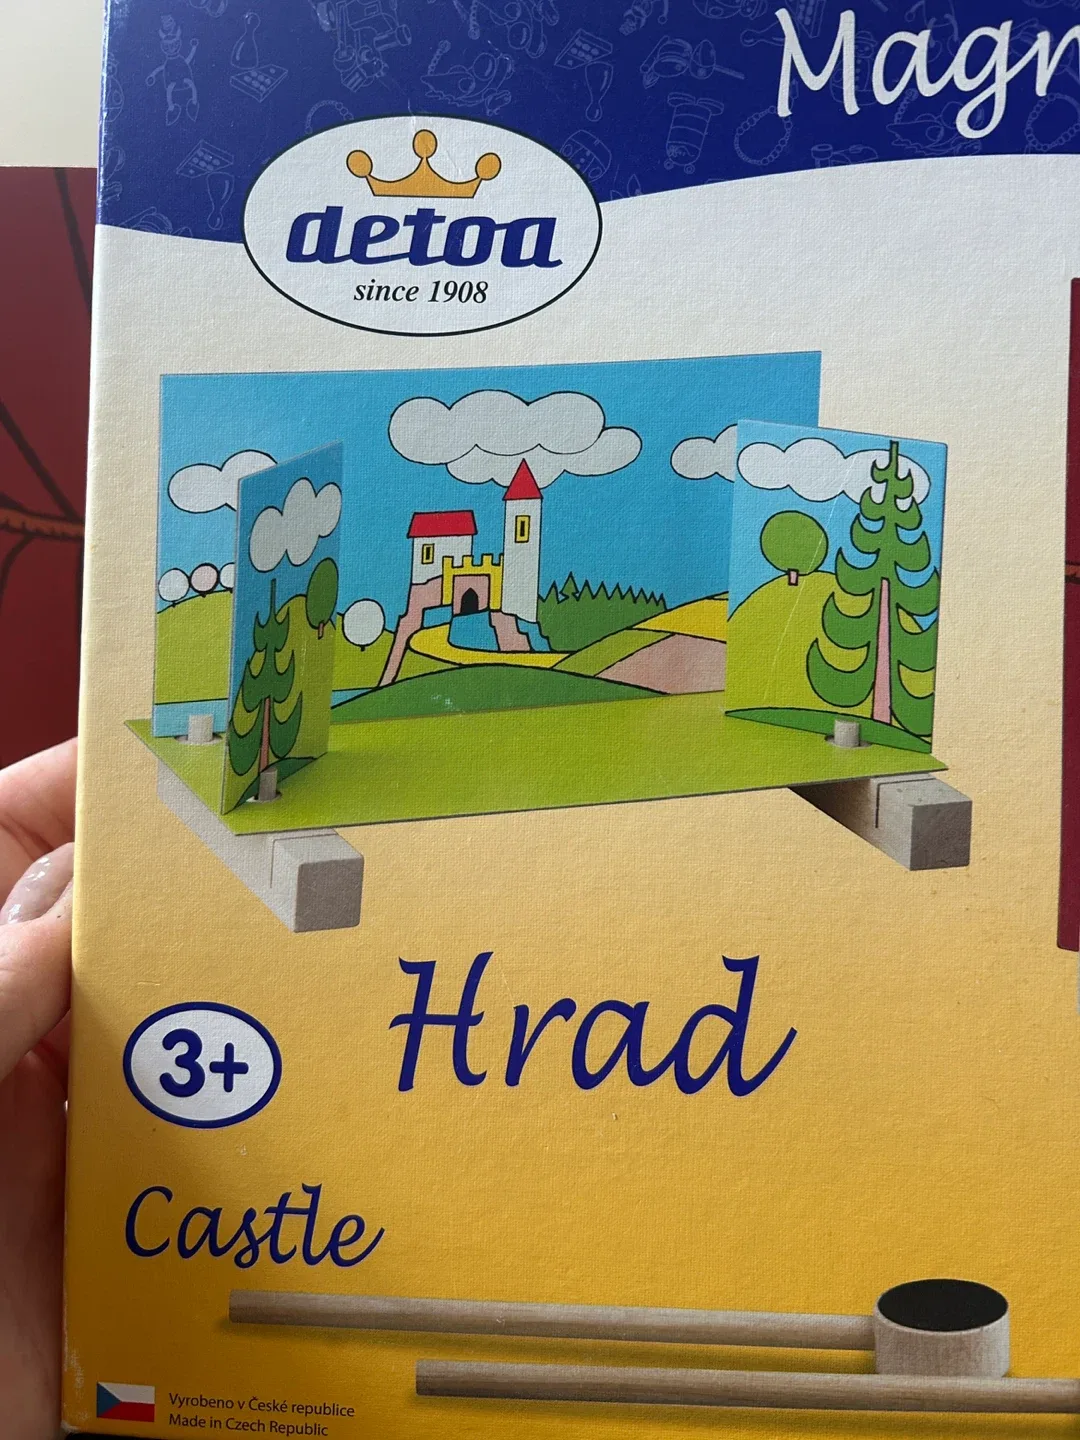 Magn
detoa
since 1908
Hrad
3+
Castle
Vyrobeno v České republice
Made in Czech Republic